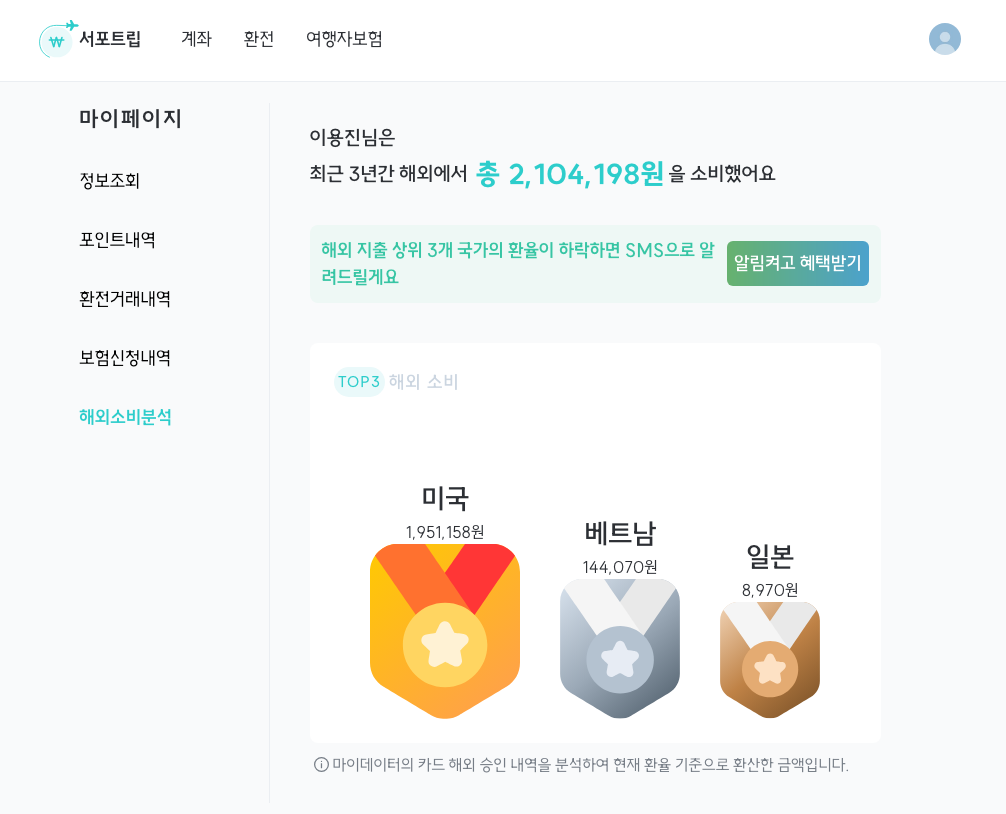 서포트립 계좌 환전 여행자보험
마이페이지
정보조회
포인트내역
환전거래내역
보험신청내역
해외소비분석
이용진님은
최근 3년간 해외에서 총 2,104,198원 을 소비했어요
해외 지출 상위 3개 국가의 환율이 하락하면 SMS으로 알
려드릴게요
알림켜고 혜택받기
TOP3 해외 소비
미국
1,951,158원
베트남
144,070원
일본
8,970원
마이데이터의 카드 해외 승인 내역을 분석하여 현재 환율 기준으로 환산한 금액입니다.